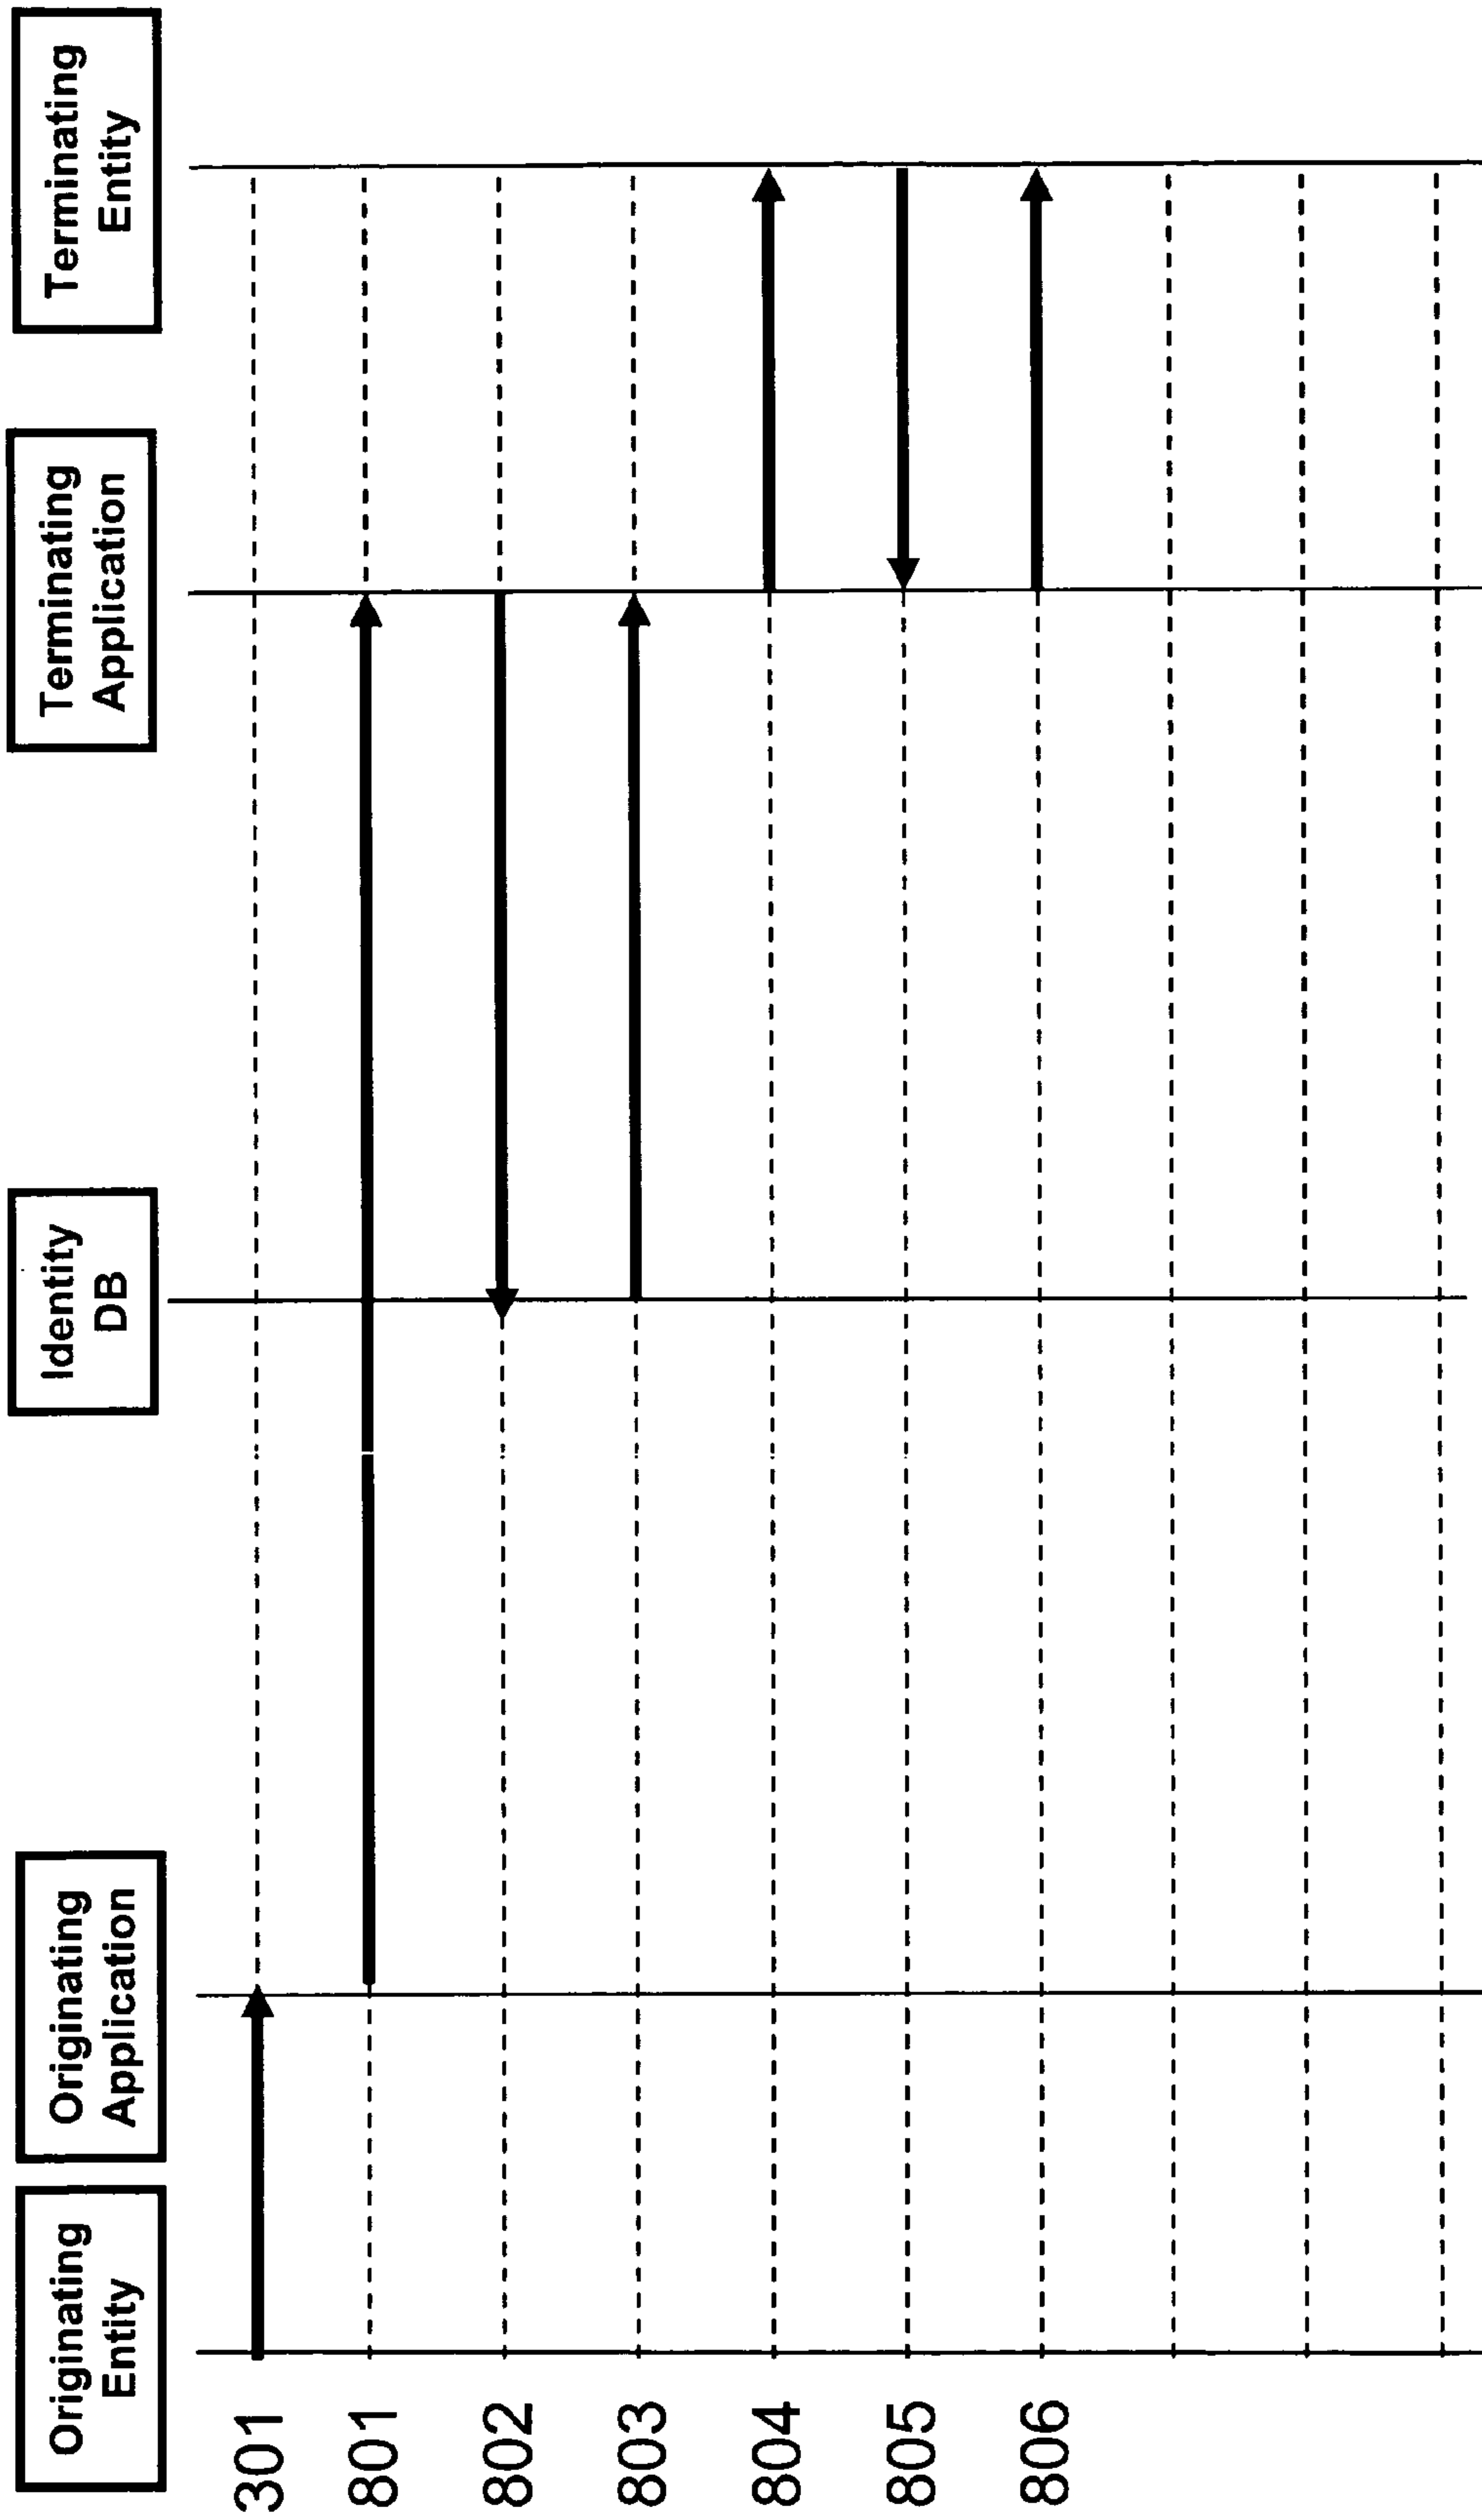 Originating
Entity
Originating
Application
Identity
DB
Terminating
Application
Terminating
Entity
301
801
802
803
804
805
806